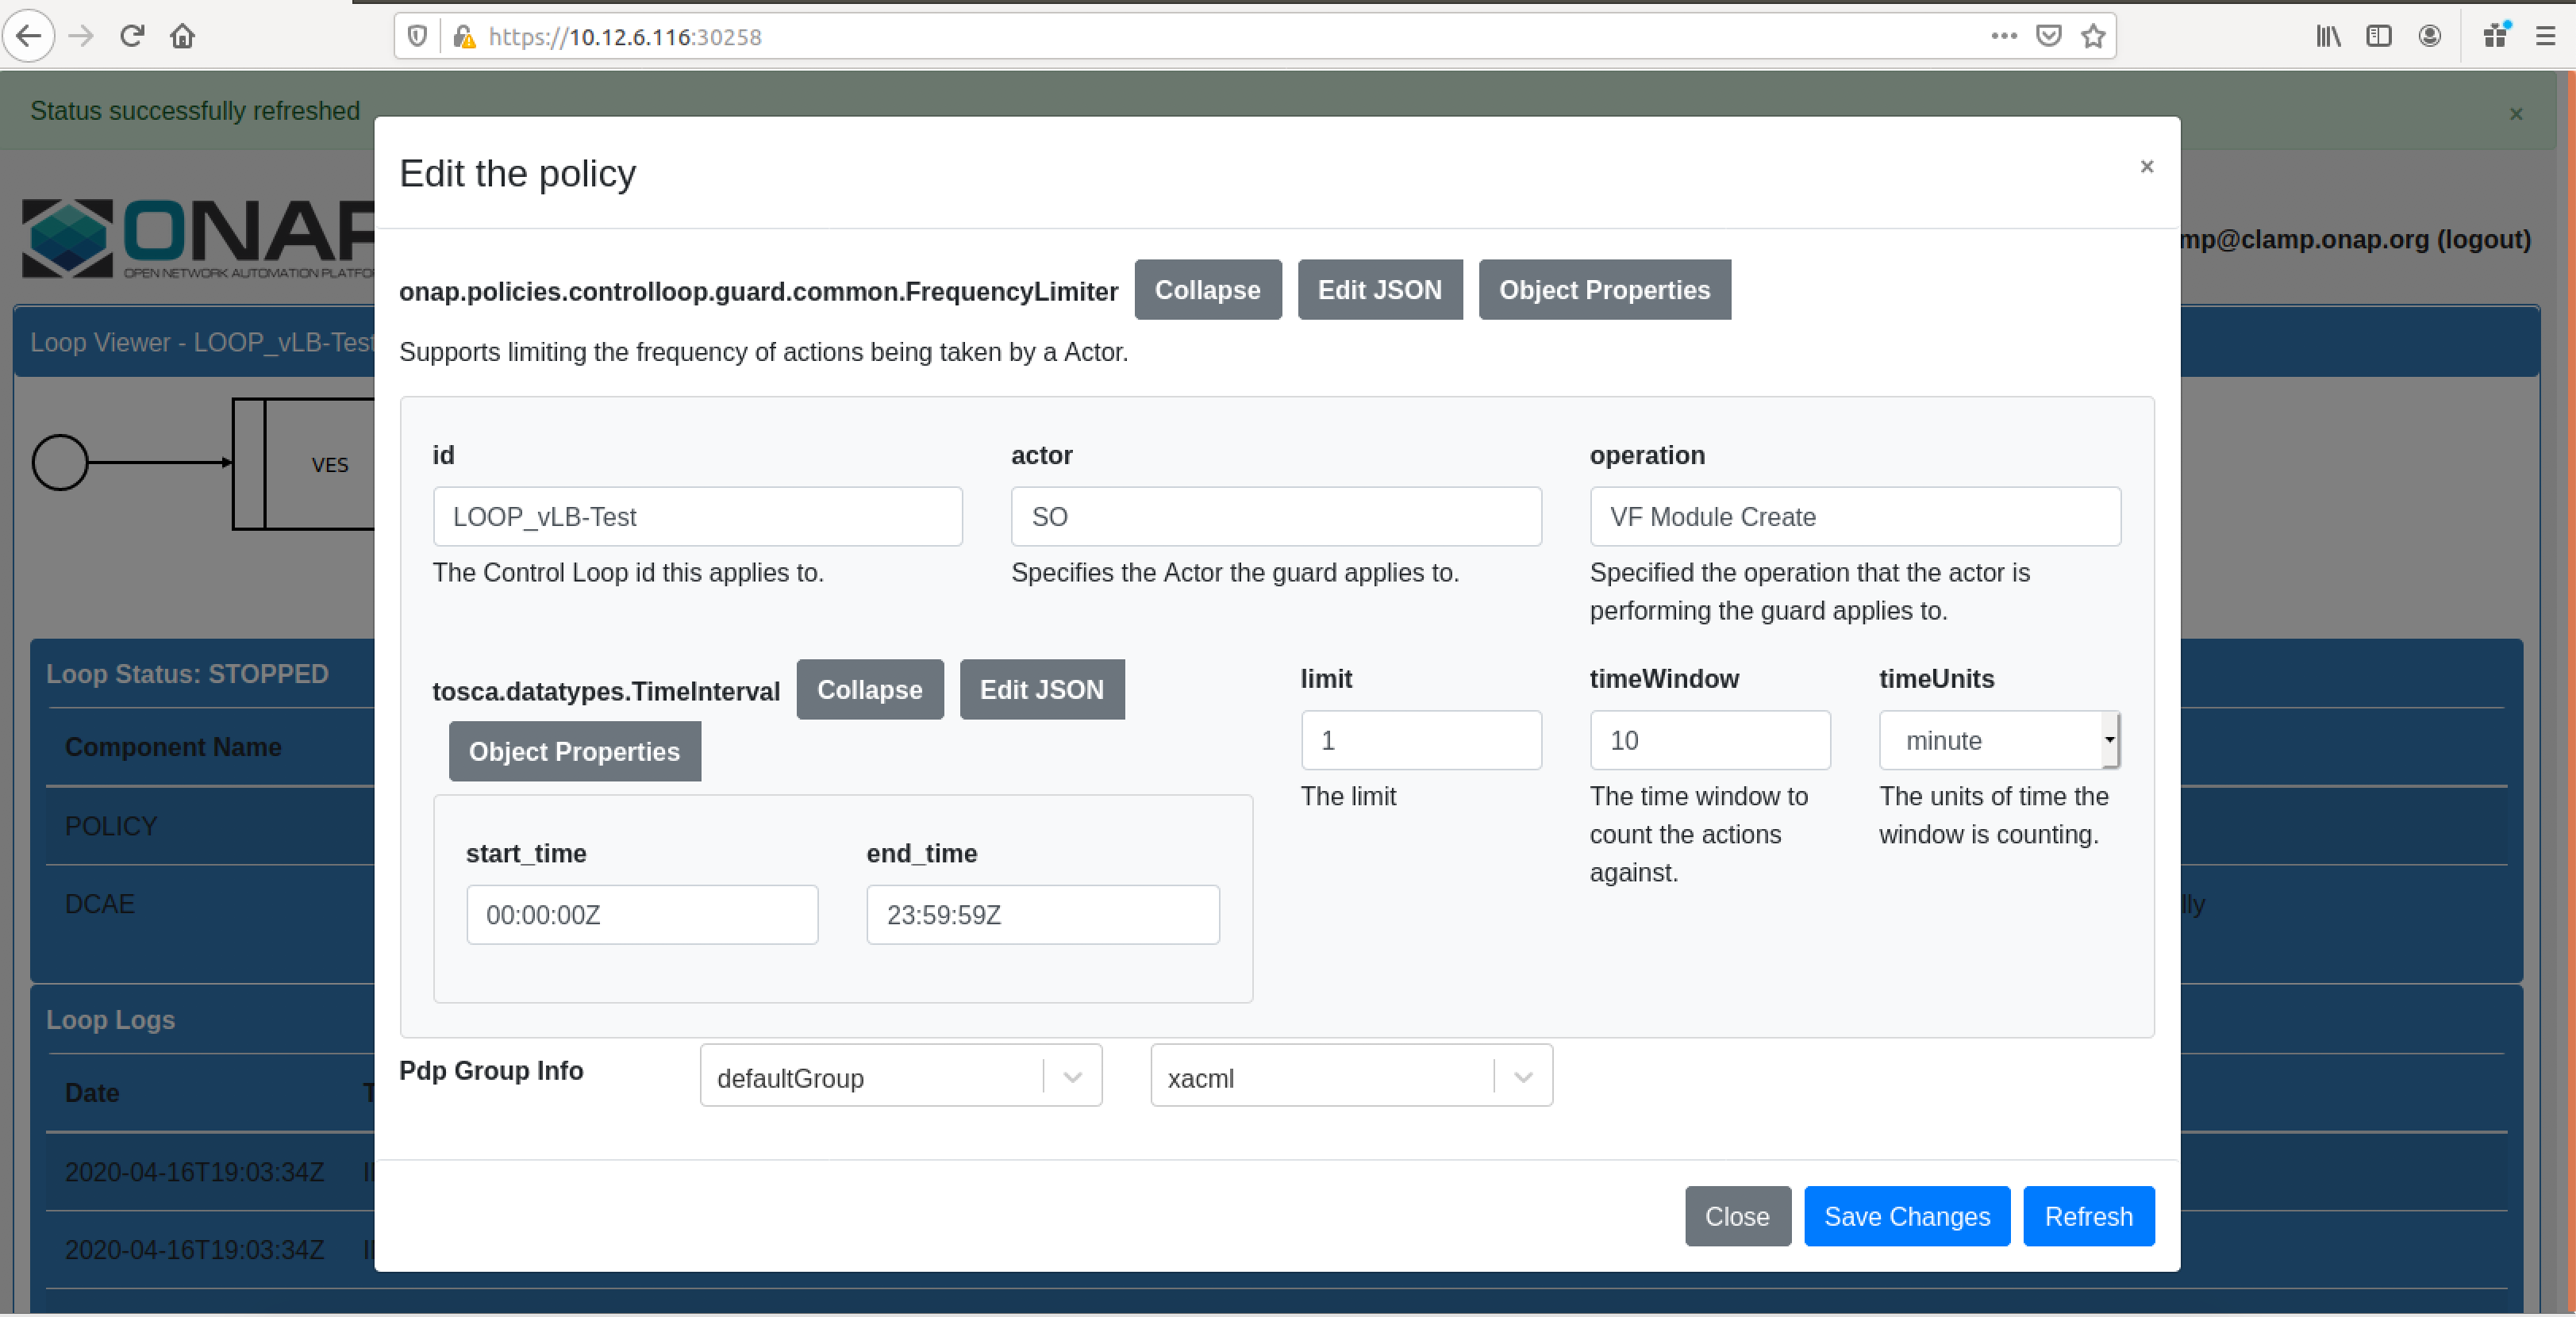 https://10.12.6.116:30258
Status successfully refreshed
×
Edit the policy
×
ONAP
OPEN NETWORK AUTOMATION
mp@clamp.onap.org (logout)
onap.policies.controlloop.guard.common.FrequencyLimiter Collapse Edit JSON Object Properties
Loop Viewer - LOOP_vLB-Test
Supports limiting the frequency of actions being taken by a Actor.
VES
id actor operation
LOOP_vLB-Test SO VF Module Create
The Control Loop id this applies to. Specifies the Actor the guard applies to. Specified the operation that the actor is
performing the guard applies to.
Loop Status: STOPPED
tosca.datatypes.TimeInterval Collapse Edit JSON limit timeWindow timeUnits
Component Name
Object Properties 1 10 minute
The limit The time window to The units of time the
POLICY
count the actions window is counting.
start_time end_time against.
DCAE
lly
00:00:00Z 23:59:59Z
Loop Logs
Pdp Group Info defaultGroup xacml
Date
2020-04-16T19:03:34Z
Close Save Changes Refresh
2020-04-16T19:03:34Z